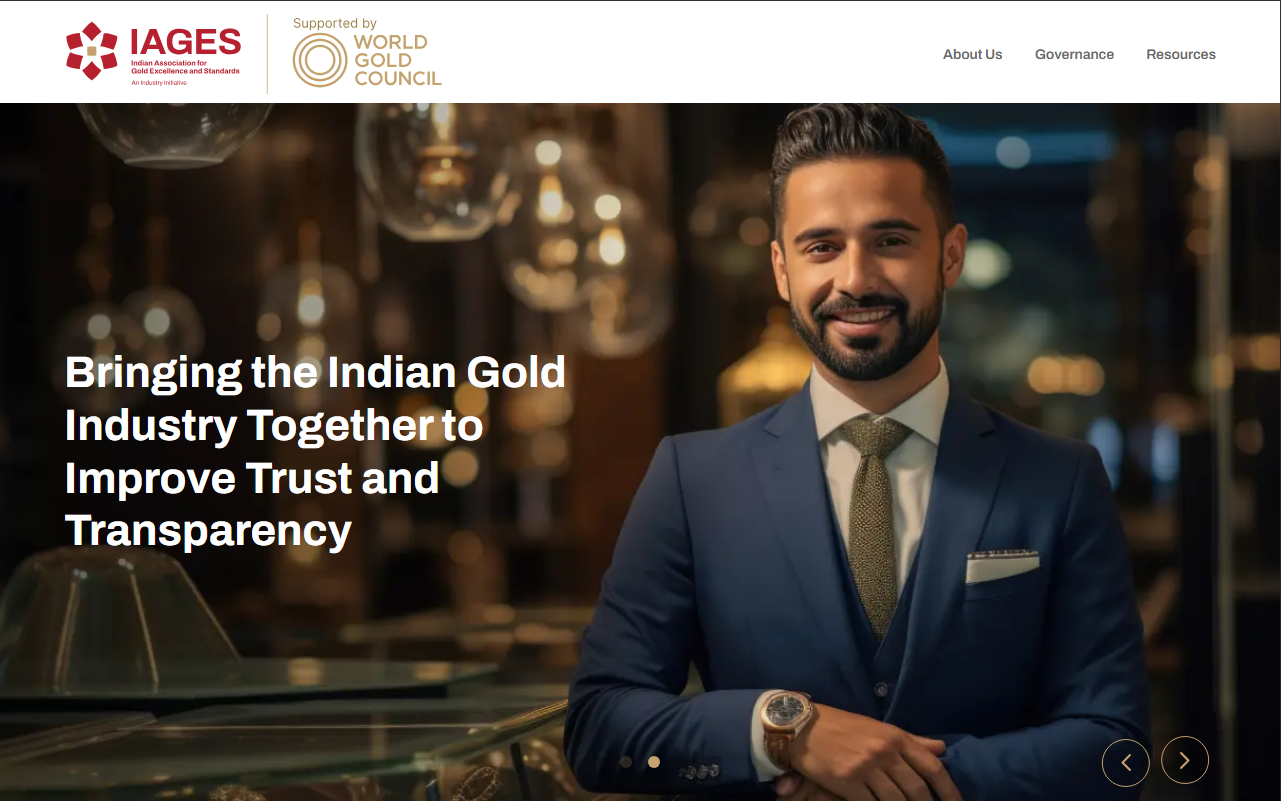 IAGES
Indian Association for
Gold Excellence and Standards
An Industry Initiative
Supported by
WORLD
GOLD
COUNCIL
About Us
Governance
Resources
Bringing the Indian Gold
Industry Together to
Improve Trust and
Transparency